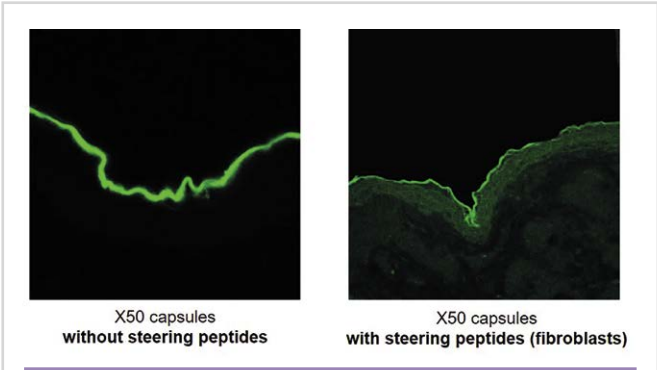 X50 capsules
without steering peptides
X50 capsules
with steering peptides (fibroblasts)